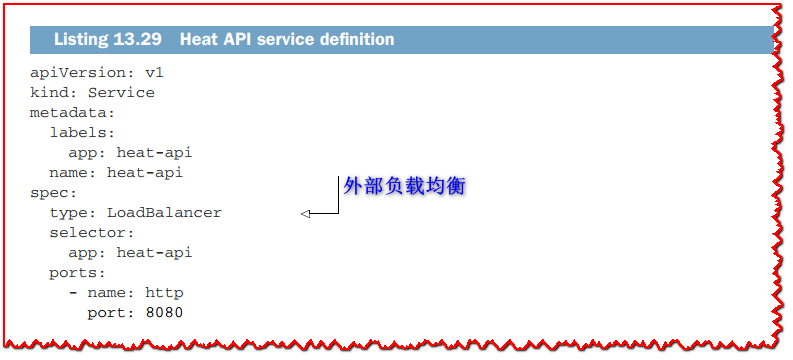 Listing 13.29 Heat API service definition
apiVersion: v1
kind: Service
metadata:
  labels:
    app: heat-api
  name: heat-api
spec:
  type: LoadBalancer
外部负载均衡
  selector:
    app: heat-api
  ports:
    - name: http
      port: 8080